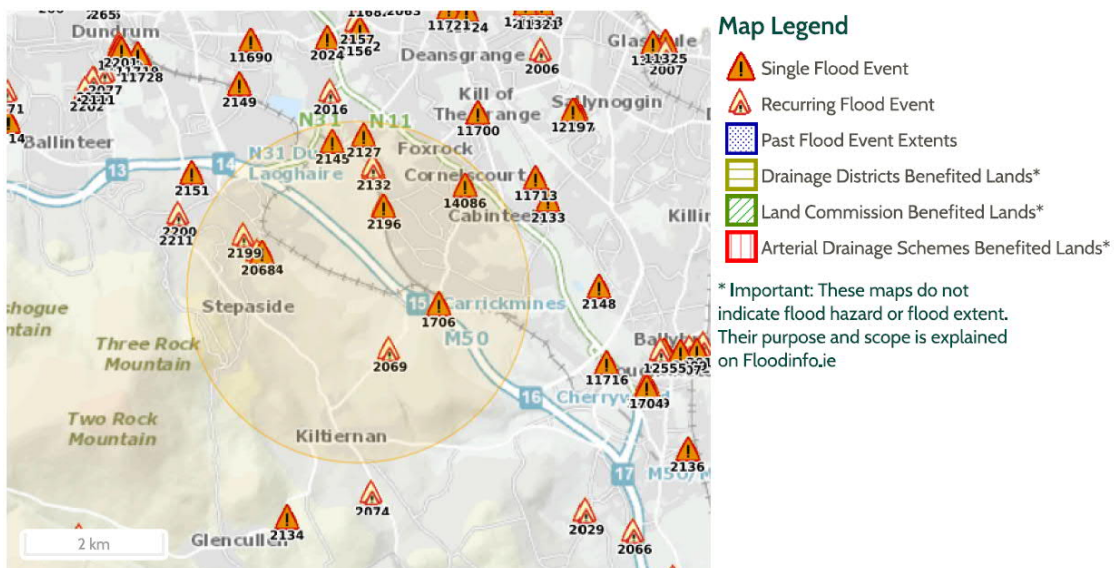 Map Legend
Single Flood Event
Recurring Flood Event
Past Flood Event Extents
Drainage Districts Benefited Lands*
Land Commission Benefited Lands*
Arterial Drainage Schemes Benefited Lands*
* Important: These maps do not
indicate flood hazard or flood extent.
Their purpose and scope is explained
on Floodinfo.ie
Dundrum
11690
2024
2149
2016
Deansgrange
2006
2007
Kill of
The Grange
11700
Sallynoggin
Ballinteer
13
14
N31
N11
N31 Du
Laoghaire
2145
2127
Foxrock
2132
Cornelscourt
14086
Cabinteely
11713
2133
2151
2200
2211
2199
20684
2196
Stepaside
15
Carrickmines
1706
M50
2148
Three Rock
Mountain
2069
11716
Cherrywood
16
Two Rock
Mountain
Kiltiernan
17
2136
2074
2134
Glencullen
2029
2066
2 km